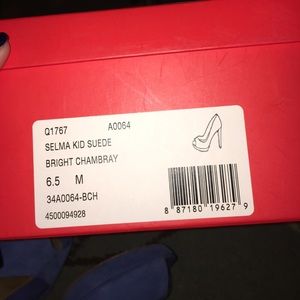 Q1767 A0064
SELMA KID SUEDE
BRIGHT CHAMBRAY
6.5 M
34A0064-BCH
4500094928
8 87180 19627 9